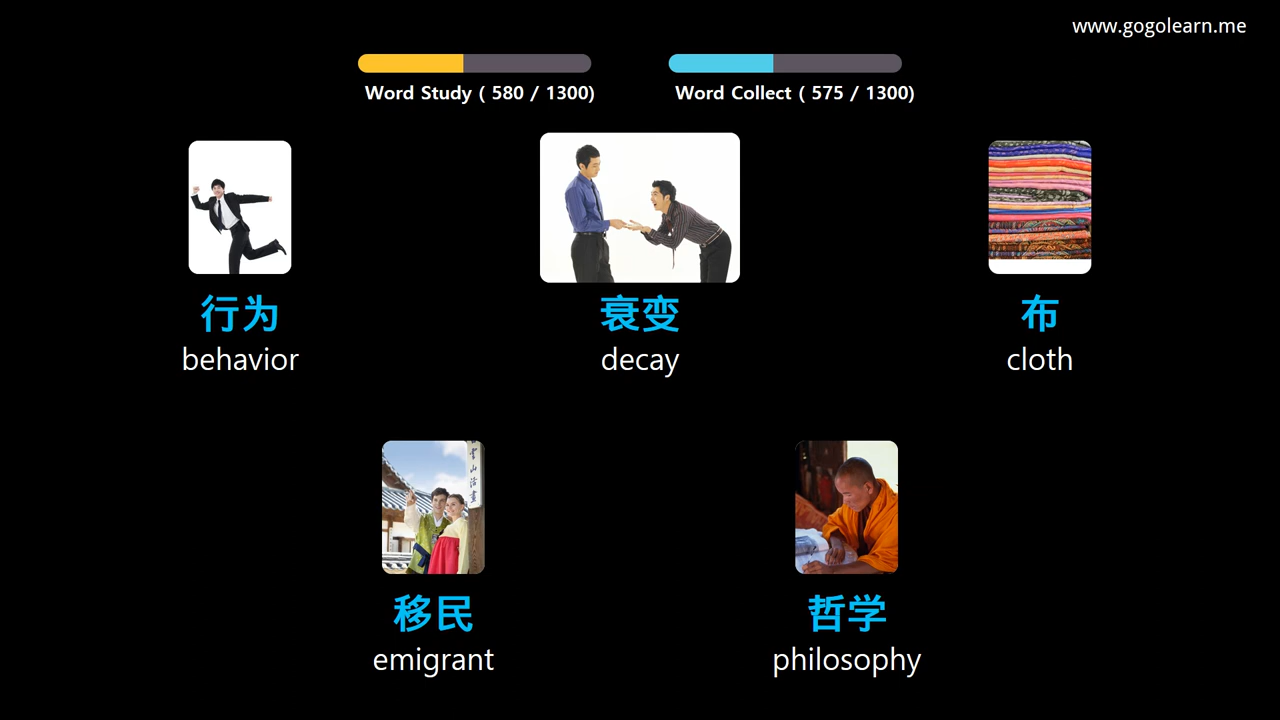 www.gogolearn.me
Word Study ( 580 / 1300)
Word Collect ( 575 / 1300)
行为
behavior
衰变
decay
布
cloth
移民
emigrant
哲学
philosophy